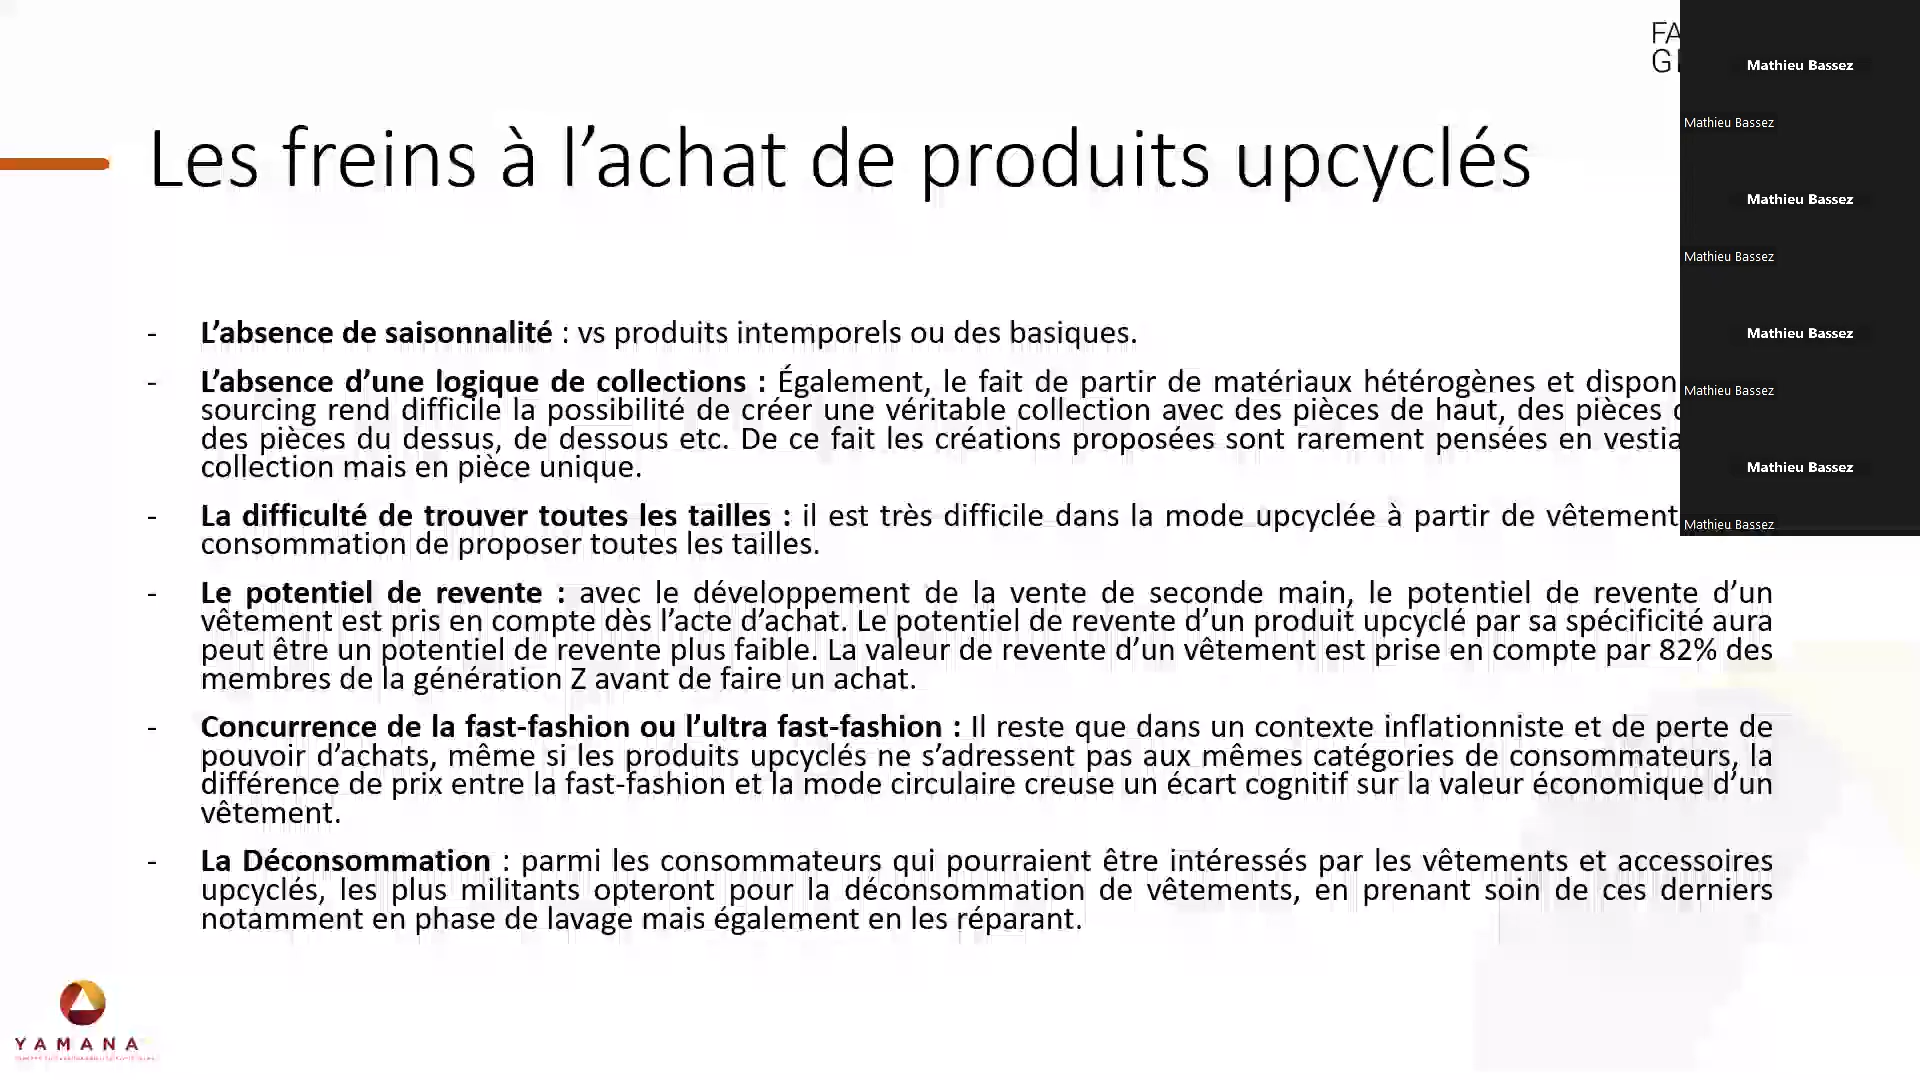 FA
G
Les freins à l’achat de produits upcyclés
- L’absence de saisonnalité : vs produits intemporels ou des basiques.
- L’absence d’une logique de collections : Également, le fait de partir de matériaux hétérogènes et
sourcing rend difficile la possibilité de créer une véritable collection avec des pièces de haut, des pièces
des pièces du dessus, de dessous etc. De ce fait les créations proposées sont rarement pensées en
collection mais en pièce unique.
- La difficulté de trouver toutes les tailles : il est très difficile dans la mode upcyclée à partir de vêtement
consommation de proposer toutes les tailles.
- Le potentiel de revente : avec le développement de la vente de seconde main, le potentiel de revente d’un
vêtement est pris en compte dès l’acte d’achat. Le potentiel de revente d’un produit upcyclé par sa spécificité aura
peut être un potentiel de revente plus faible. La valeur de revente d’un vêtement est prise en compte par 82% des
membres de la génération Z avant de faire un achat.
- Concurrence de la fast-fashion ou l’ultra fast-fashion : Il reste que dans un contexte inflationniste et de perte de
pouvoir d’achats, même si les produits upcyclés ne s’adressent pas aux mêmes catégories de consommateurs, la
différence de prix entre la fast-fashion et la mode circulaire creuse un écart cognitif sur la valeur économique d’un
vêtement.
- La Déconsommation : parmi les consommateurs qui pourraient être intéressés par les vêtements et accessoires
upcyclés, les plus militants opteront pour la déconsommation de vêtements, en prenant soin de ces derniers
notamment en phase de lavage mais également en les réparant.
YAMANA
Mathieu Bassez
Mathieu Bassez
Mathieu Bassez
Mathieu Bassez
Mathieu Bassez
Mathieu Bassez
Mathieu Bassez
Mathieu Bassez